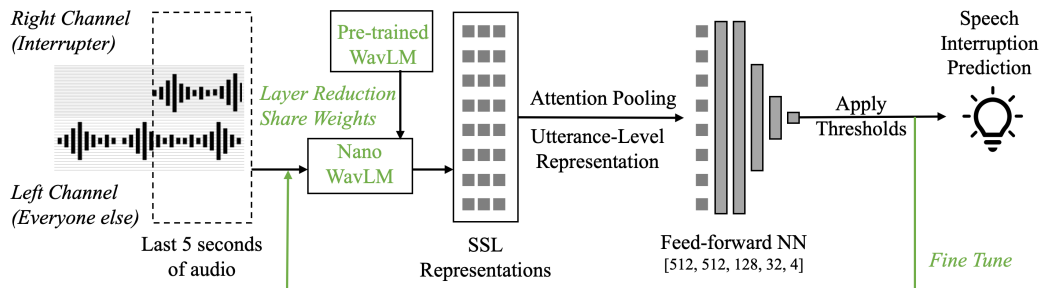 Right Channel
(Interrupter)
Left Channel
(Everyone else)
Last 5 seconds
of audio
Layer Reduction
Share Weights
Pre-trained
WavLM
Nano
WavLM
SSL
Representations
Attention Pooling
Utterance-Level
Representation
Feed-forward NN
[512, 512, 128, 32, 4]
Apply
Thresholds
Speech
Interruption
Prediction
Fine Tune